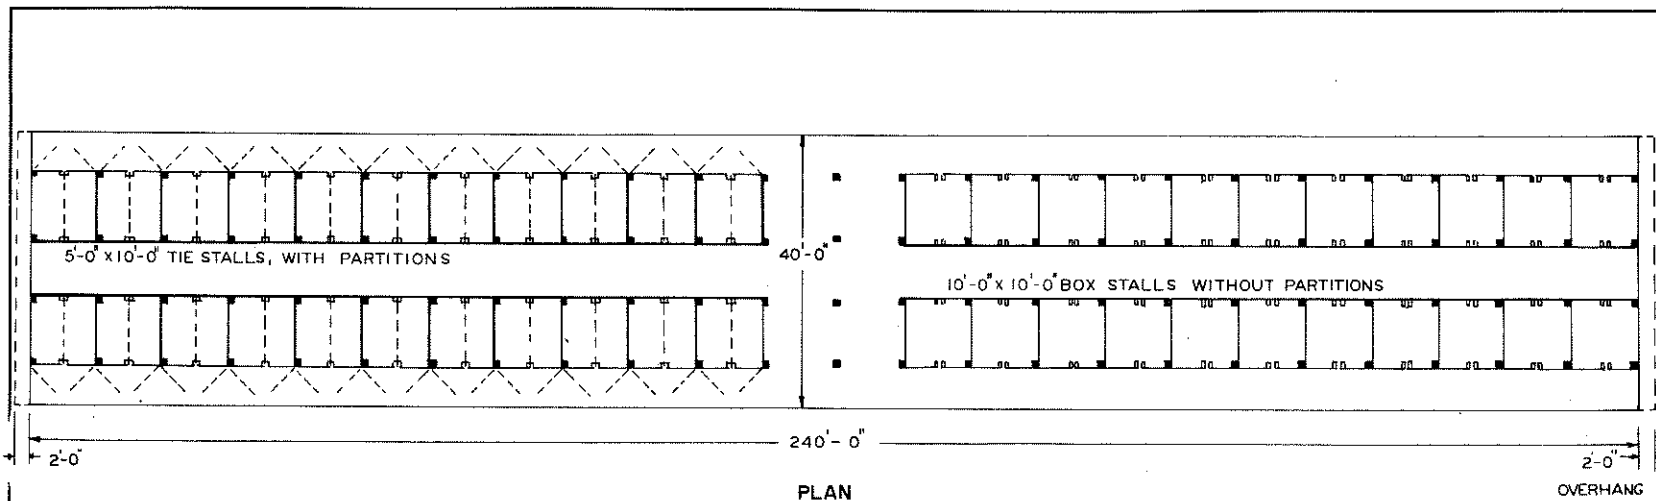 5'-0" x 10'-0" TIE STALLS, WITH PARTITIONS
40'-0"
10'-0" x 10'-0" BOX STALLS WITHOUT PARTITIONS
240'-0"
2'-0"
2'-0"
PLAN
OVERHANG